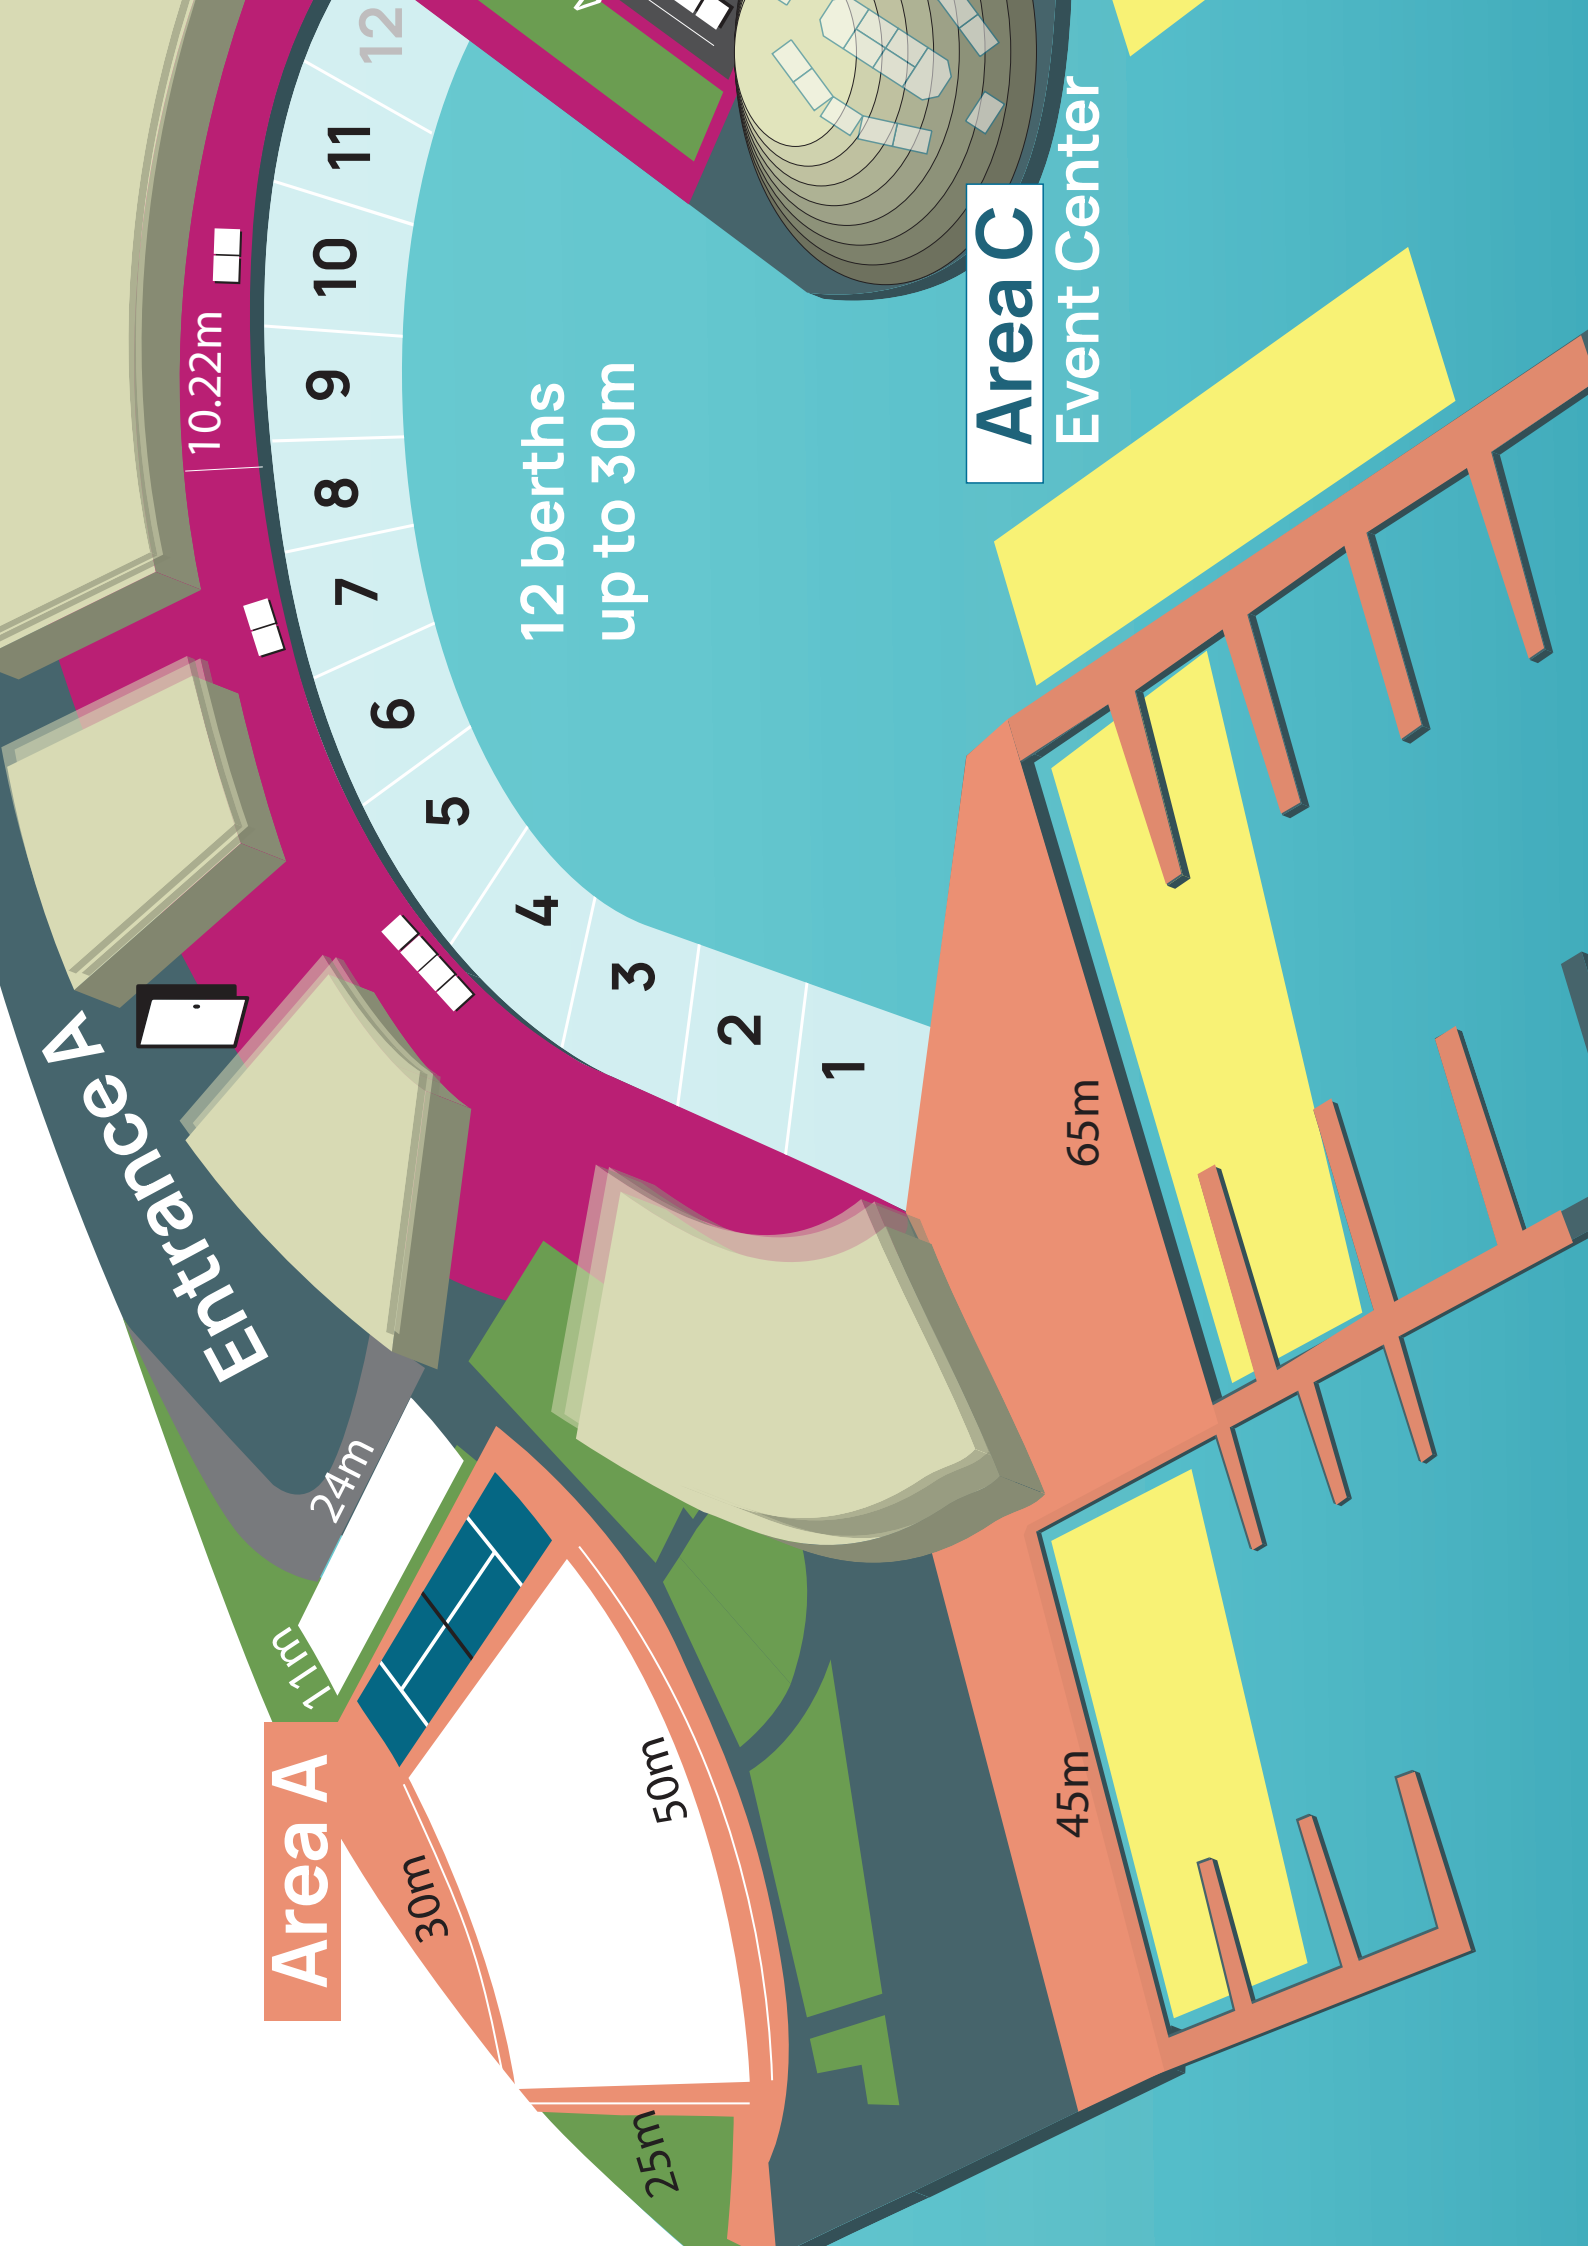 Entrance A
24m
11m
Area A
30m
50m
25m
10.22m
12
11
10
9
8
7
6
5
4
3
2
1
12 berths
up to 30m
Area C
Event Center
65m
45m